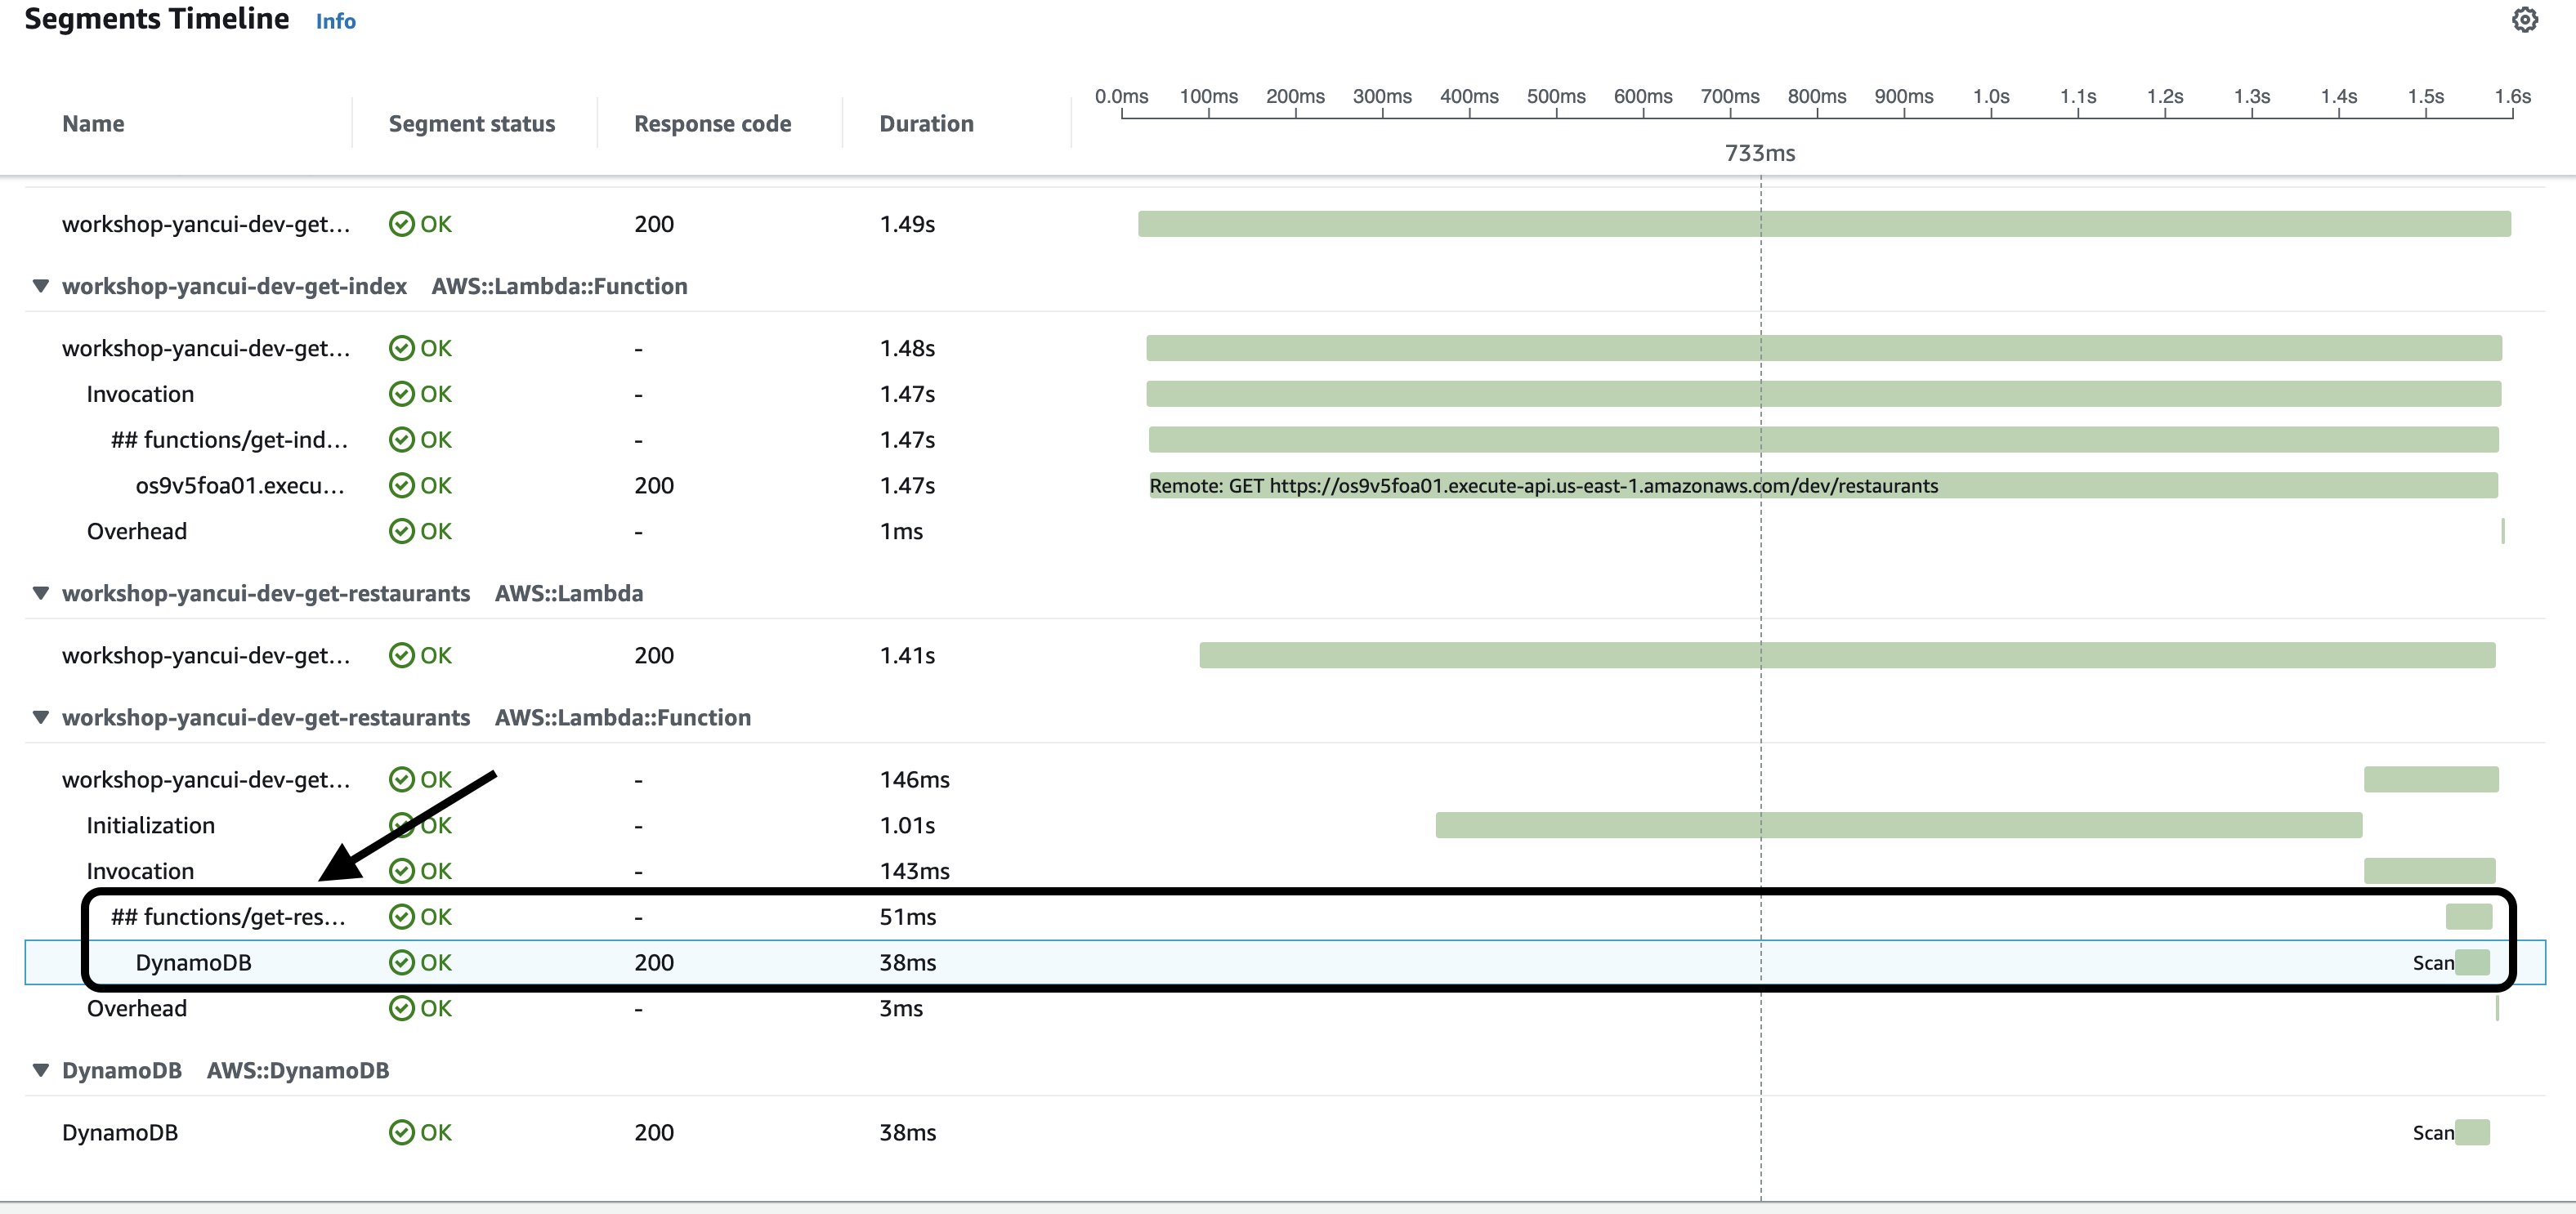 Segments Timeline Info
0.0ms 100ms 200ms 300ms 400ms 500ms 600ms 700ms 800ms 900ms 1.0s 1.1s 1.2s 1.3s 1.4s 1.5s 1.6s
Name Segment status Response code Duration
733ms
workshop-yancui-dev-get... OK 200 1.49s
workshop-yancui-dev-get-index AWS::Lambda::Function
workshop-yancui-dev-get... OK - 1.48s
Invocation OK - 1.47s
## functions/get-ind... OK - 1.47s
os9v5foa01.execu... OK 200 1.47s Remote: GET https://os9v5foa01.execute-api.us-east-1.amazonaws.com/dev/restaurants
Overhead OK - 1ms
workshop-yancui-dev-get-restaurants AWS::Lambda
workshop-yancui-dev-get... OK 200 1.41s
workshop-yancui-dev-get-restaurants AWS::Lambda::Function
workshop-yancui-dev-get... OK - 146ms
Initialization OK - 1.01s
Invocation OK - 143ms
## functions/get-res... OK - 51ms
DynamoDB OK 200 38ms Scan
Overhead OK - 3ms
DynamoDB AWS::DynamoDB
DynamoDB OK 200 38ms Scan